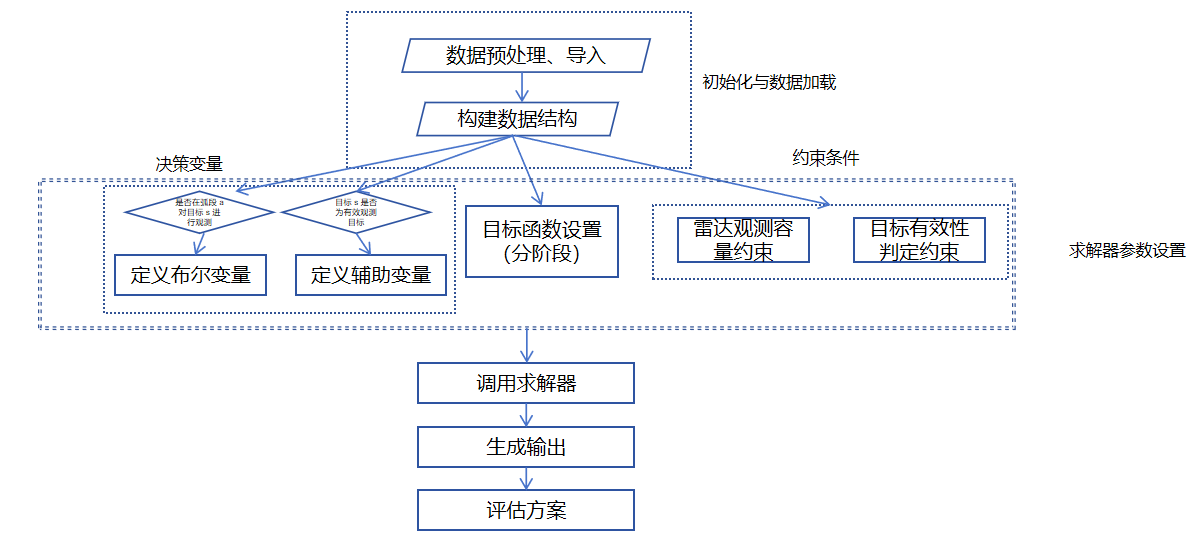 数据预处理、导入
初始化与数据加载
构建数据结构
决策变量
约束条件
是否在弧段 a
对目标 s 进
行观测
目标 s 是否
为有效观测
目标
目标函数设置
（分阶段）
雷达观测容
量约束
目标有效性
判定约束
求解器参数设置
定义布尔变量
定义辅助变量
调用求解器
生成输出
评估方案